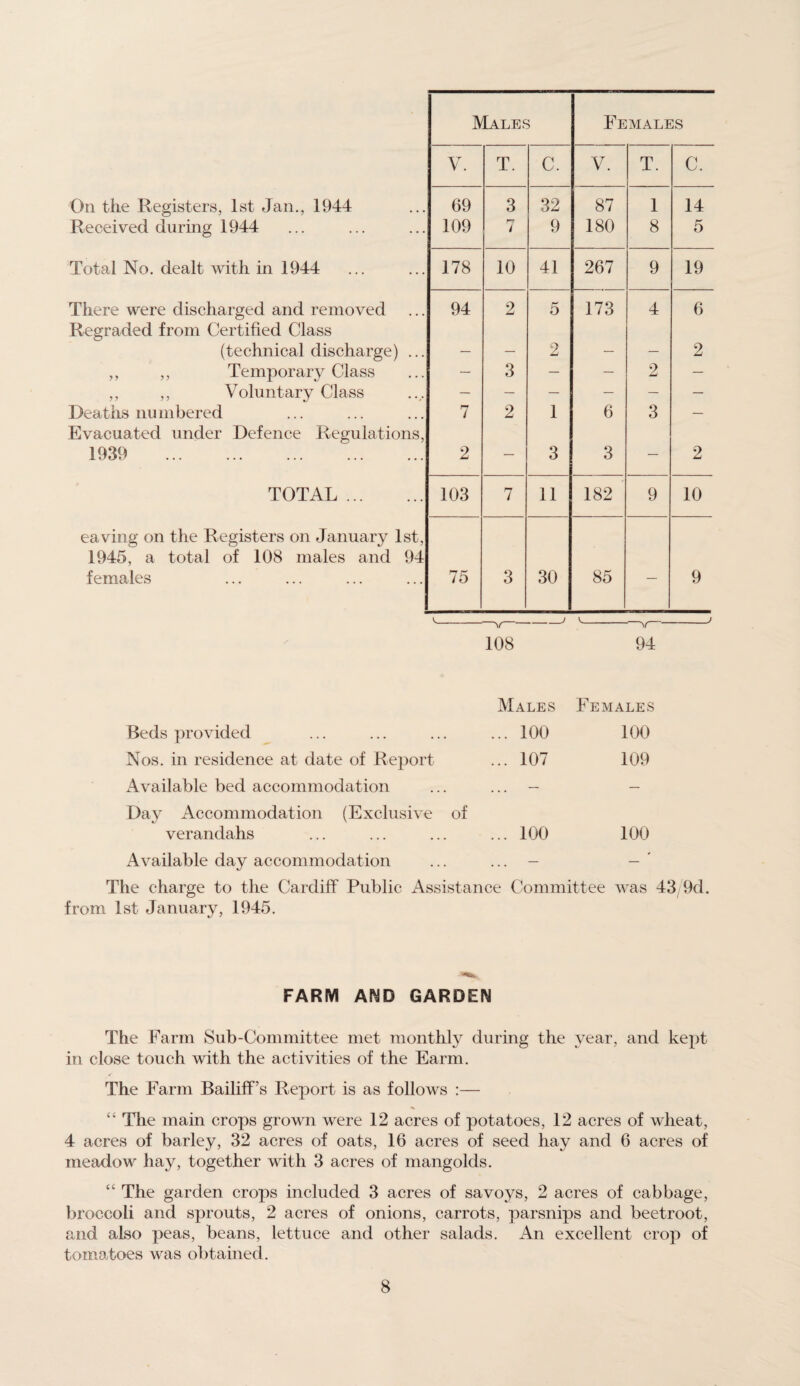 MALES FEMALES
V. T. C. V. T. C.
On the Registers, 1st Jan., 1944 ... 69 3 32 87 1 14
Received during 1944 ... ... ... 109 7 9 180 8 5
Total No. dealt with in 1944 ... ... 178 10 41 267 9 19
There were discharged and removed ... 94 2 5 173 4 6
Regraded from Certified Class
(technical discharge) ... — — 2 — — 2
,, ,, Temporary Class ... — 3 — — 2 —
,, ,, Voluntary Class ... — — — — — —
Deaths numbered ... ... ... 7 2 1 6 3 —
Evacuated under Defence Regulations,
1939 ... ... ... ... ... 2 — 3 3 — 2
TOTAL ... ... 103 7 11 182 9 10
eaving on the Registers on January 1st,
1945, a total of 108 males and 94
females ... ... ... ... 75 3 30 85 — 9
108 94
MALES FEMALES
Beds provided ... ... ... ... 100 100
Nos. in residence at date of Report ... 107 109
Available bed accommodation ... ... — —
Day Accommodation (Exclusive of
verandahs ... ... ... ... 100 100
Available day accommodation ... ... — —
The charge to the Cardiff Public Assistance Committee was 43/9d.
from 1st January, 1945.
FARM AND GARDEN
The Farm Sub-Committee met monthly during the year, and kept
in close touch with the activities of the Earm.
The Farm Bailiff's Report is as follows :—
“ The main crops grown were 12 acres of potatoes, 12 acres of wheat,
4 acres of barley, 32 acres of oats, 16 acres of seed hay and 6 acres of
meadow hay, together with 3 acres of mangolds.
“ The garden crops included 3 acres of savoys, 2 acres of cabbage,
broccoli and sprouts, 2 acres of onions, carrots, parsnips and beetroot,
and also peas, beans, lettuce and other salads. An excellent crop of
tomatoes was obtained.
8